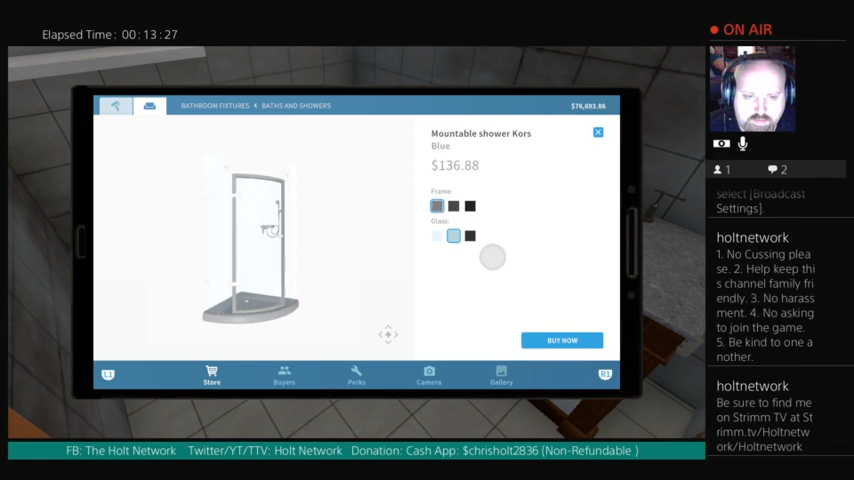 Elapsed Time : 00:13:27
ON AIR
BATHROOM FIXTURES < BATHS AND SHOWERS
$76,693.86
Mountable shower Kors
Blue
$136.88
Frame:
Glass:
BUY NOW
L1
Store
Buyers
Perks
Camera
Gallery
R1
1
2
select [Broadcast
Settings].
holtnetwork
1. No Cussing plea
se. 2. Help keep thi
s channel family fri
endly. 3. No harass
ment. 4. No asking
to join the game.
5. Be kind to one a
nother.
holtnetwork
Be sure to find me
on Strimm TV at St
rimm.tv/Holtnetw
ork/Holtnetwork
FB: The Holt Network Twitter/YT/TTV: Holt Network Donation: Cash App: $chrisholt2836 (Non-Refundable )